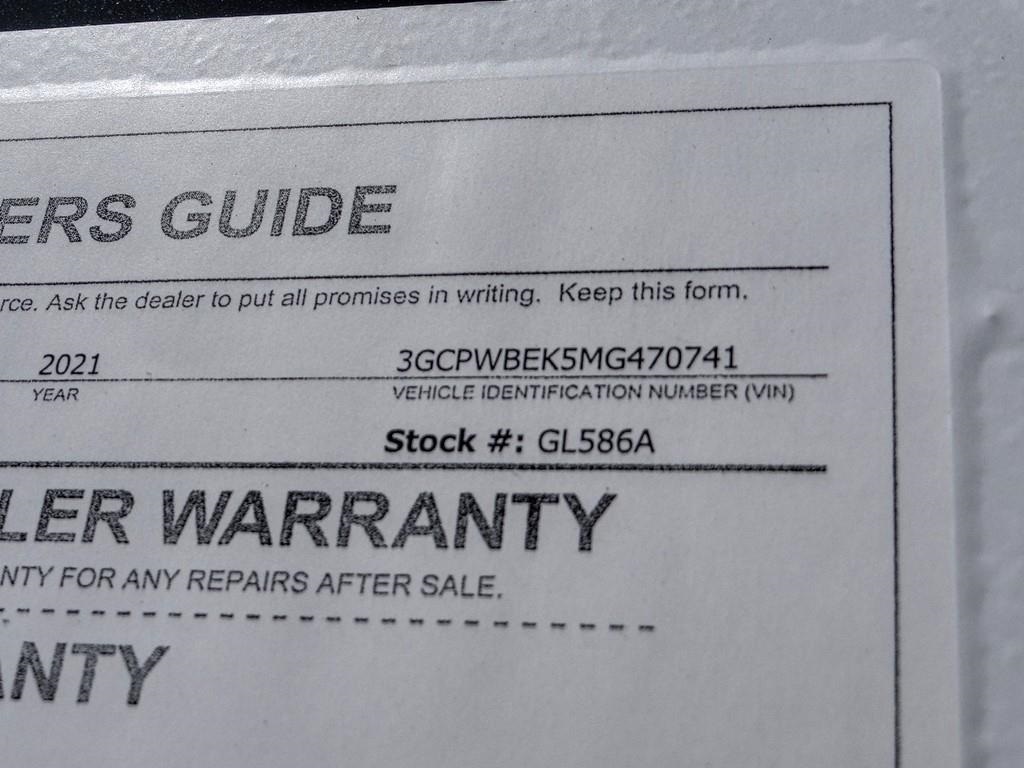 ERS GUIDE
rce. Ask the dealer to put all promises in writing. Keep this form.
2021 3GCPWBEK5MG470741
YEAR VEHICLE IDENTIFICATION NUMBER (VIN)
Stock #: GL586A
LER WARRANTY
NTY FOR ANY REPAIRS AFTER SALE.
ANTY